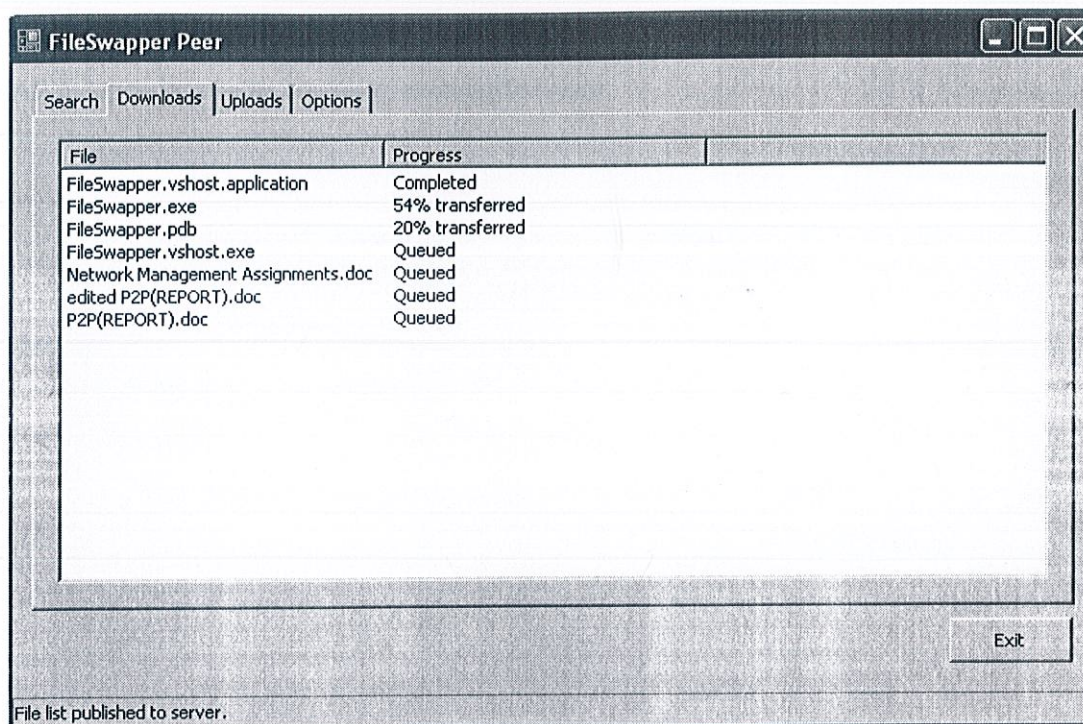 FileSwapper Peer
Search Downloads Uploads Options
File Progress
FileSwapper.vshost.application Completed
FileSwapper.exe 54% transferred
FileSwapper.pdb 20% transferred
FileSwapper.vshost.exe Queued
Network Management Assignments.doc Queued
edited P2P(REPORT).doc Queued
P2P(REPORT).doc Queued
Exit
File list published to server.